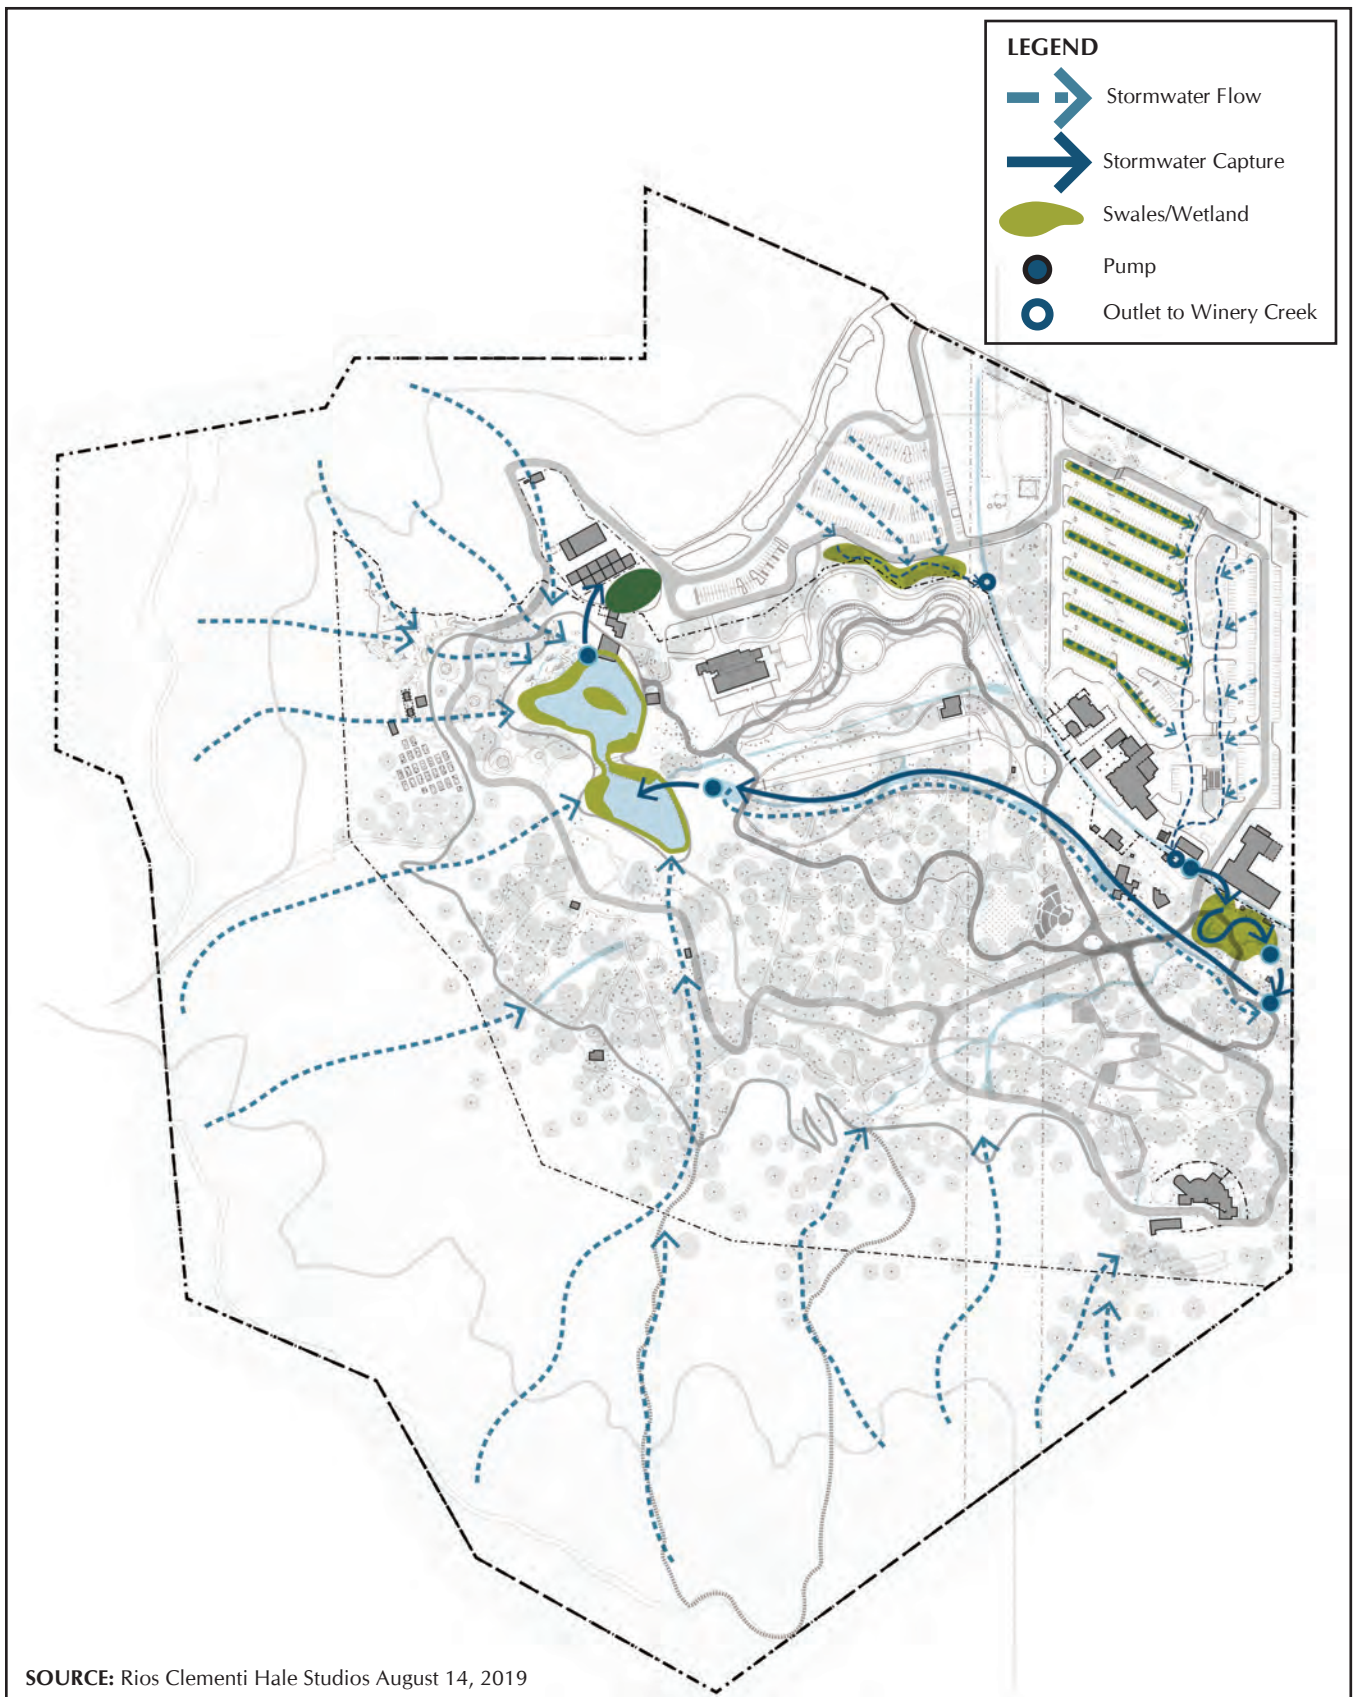 LEGEND
Stormwater Flow
Stormwater Capture
Swales/Wetland
Pump
Outlet to Winery Creek
SOURCE: Rios Clementi Hale Studios August 14, 2019